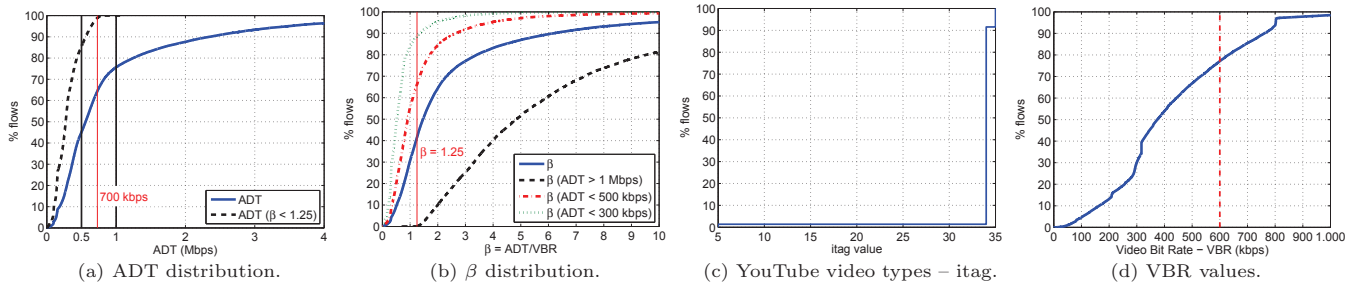 100
90
80
70
60
50
40
30
20
10
0
% flows
700 kbps
ADT
ADT (β < 1.25)
0 0.5 1 2 3 4
ADT (Mbps)
(a) ADT distribution.
100
90
80
70
60
50
40
30
20
10
0
% flows
β = 1.25
β
β (ADT > 1 Mbps)
β (ADT < 500 kbps)
β (ADT < 300 kbps)
0 1 2 3 4 5 6 7 8 9 10
β = ADT/VBR
(b) β distribution.
100
90
80
70
60
50
40
30
20
10
0
% flows
5 10 15 20 25 30 35
itag value
(c) YouTube video types – itag.
100
90
80
70
60
50
40
30
20
10
0
% flows
0 100 200 300 400 500 600 700 800 900 1.000
Video Bit Rate − VBR (kbps)
(d) VBR values.